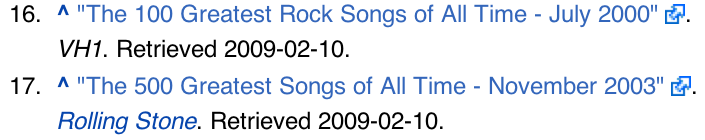 16. ^ "The 100 Greatest Rock Songs of All Time - July 2000".
VH1. Retrieved 2009-02-10.
17. ^ "The 500 Greatest Songs of All Time - November 2003".
Rolling Stone. Retrieved 2009-02-10.